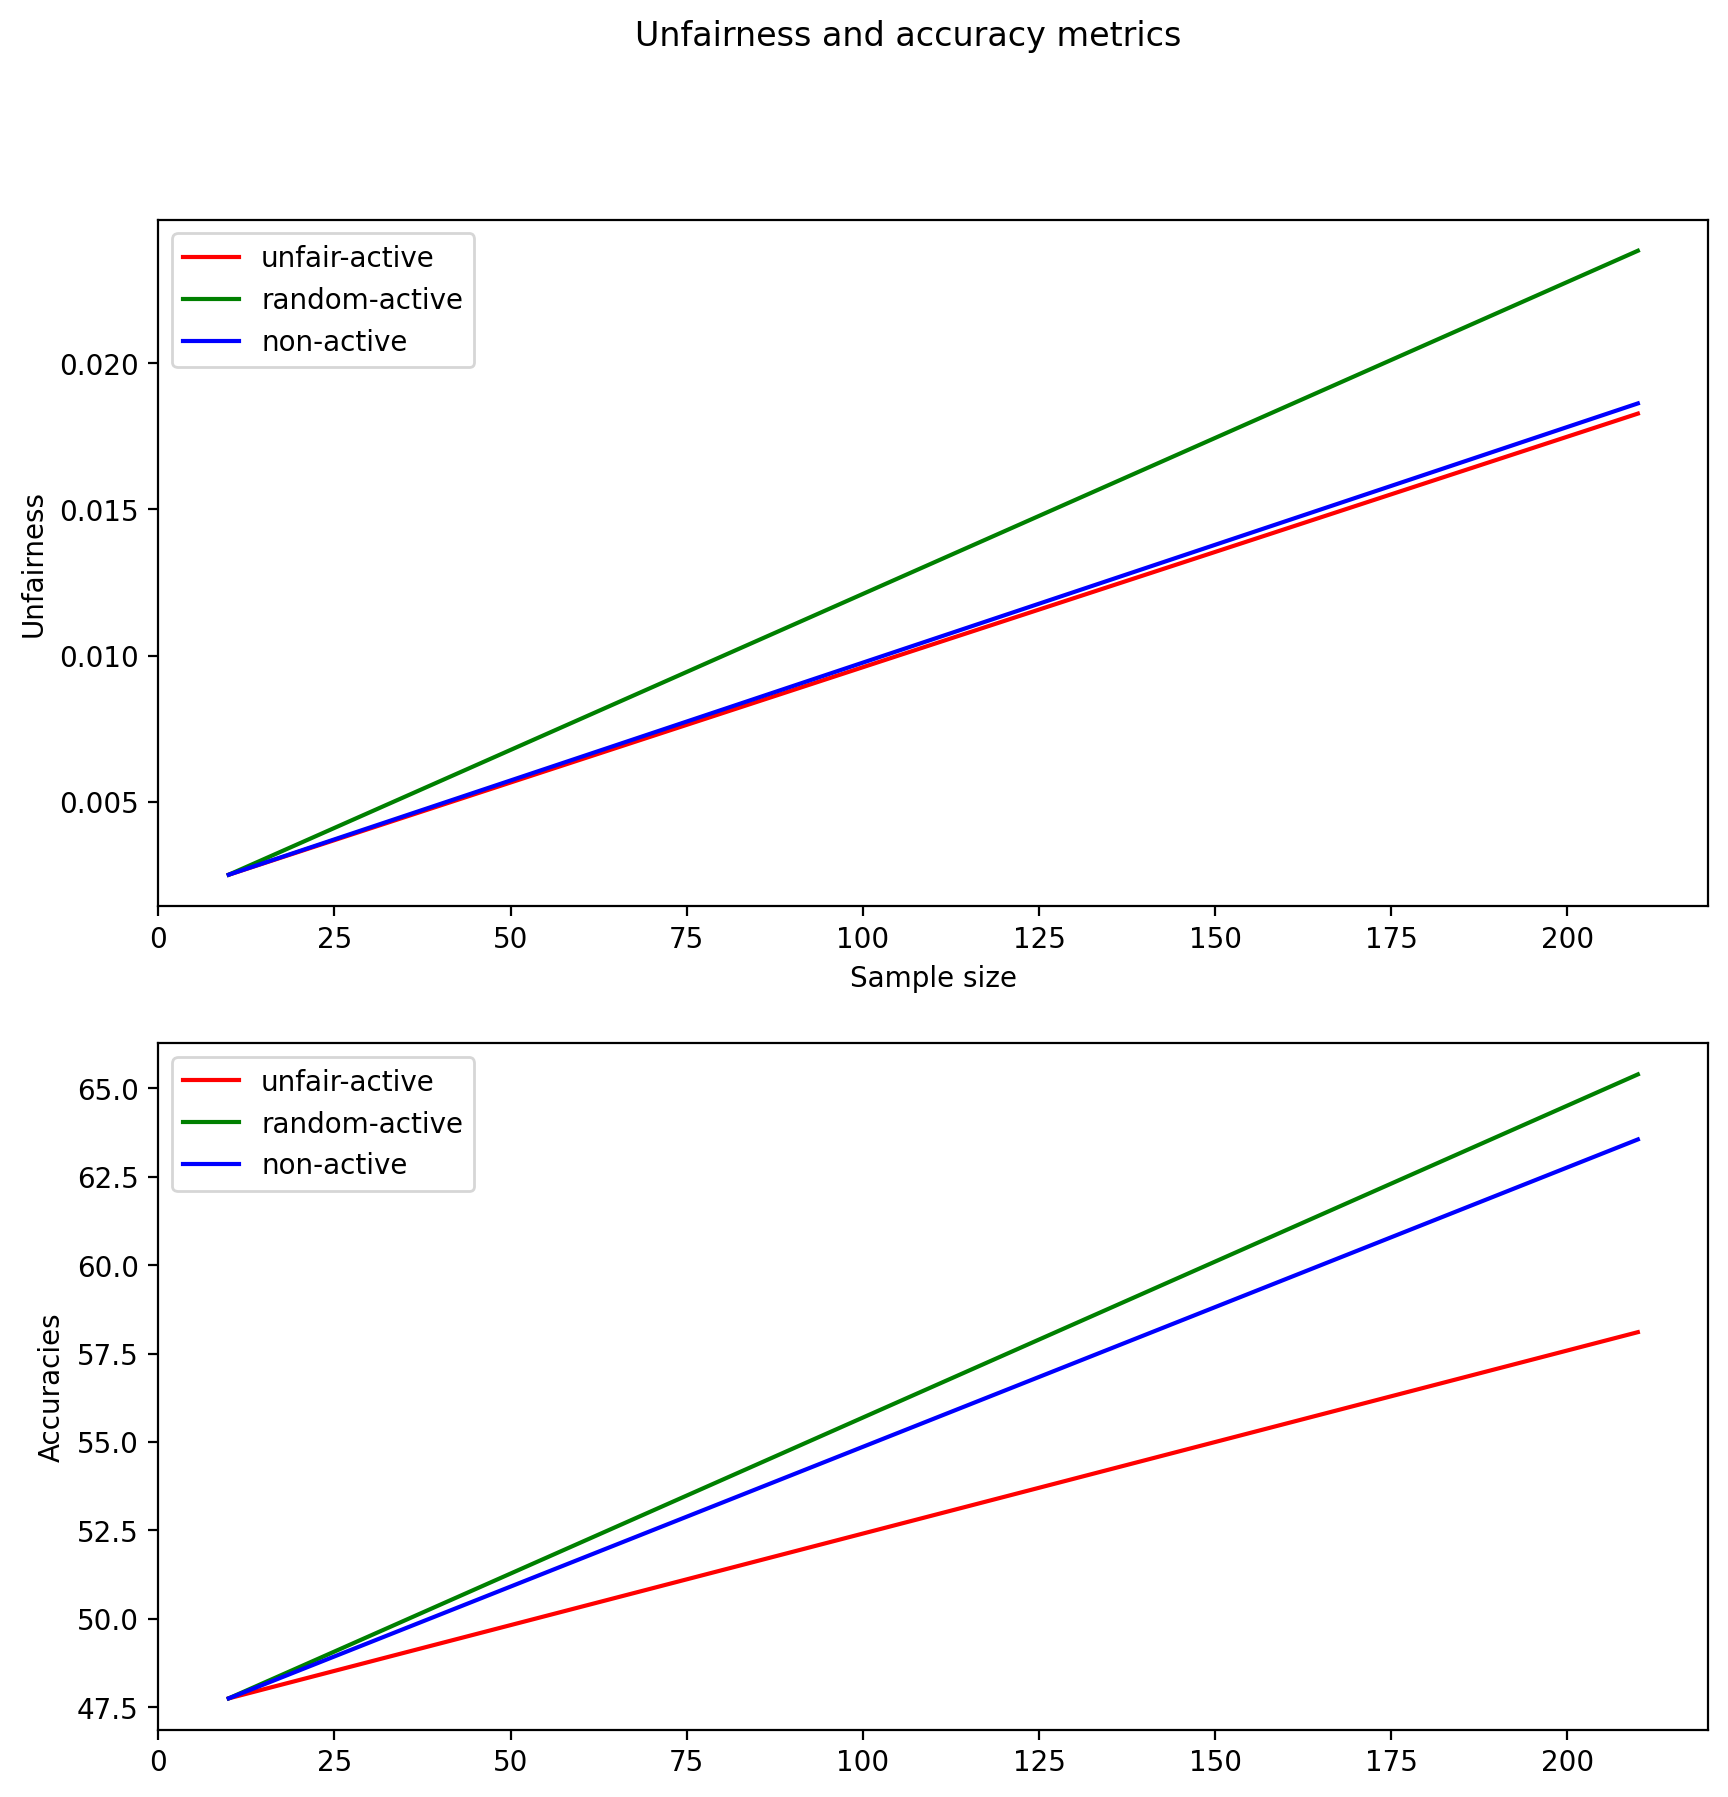 Unfairness and accuracy metrics
unfair-active
random-active
non-active
0.020
0.015
0.010
0.005
Unfairness
0 25 50 75 100 125 150 175 200
Sample size
unfair-active
random-active
non-active
65.0
62.5
60.0
57.5
55.0
52.5
50.0
47.5
Accuracies
0 25 50 75 100 125 150 175 200